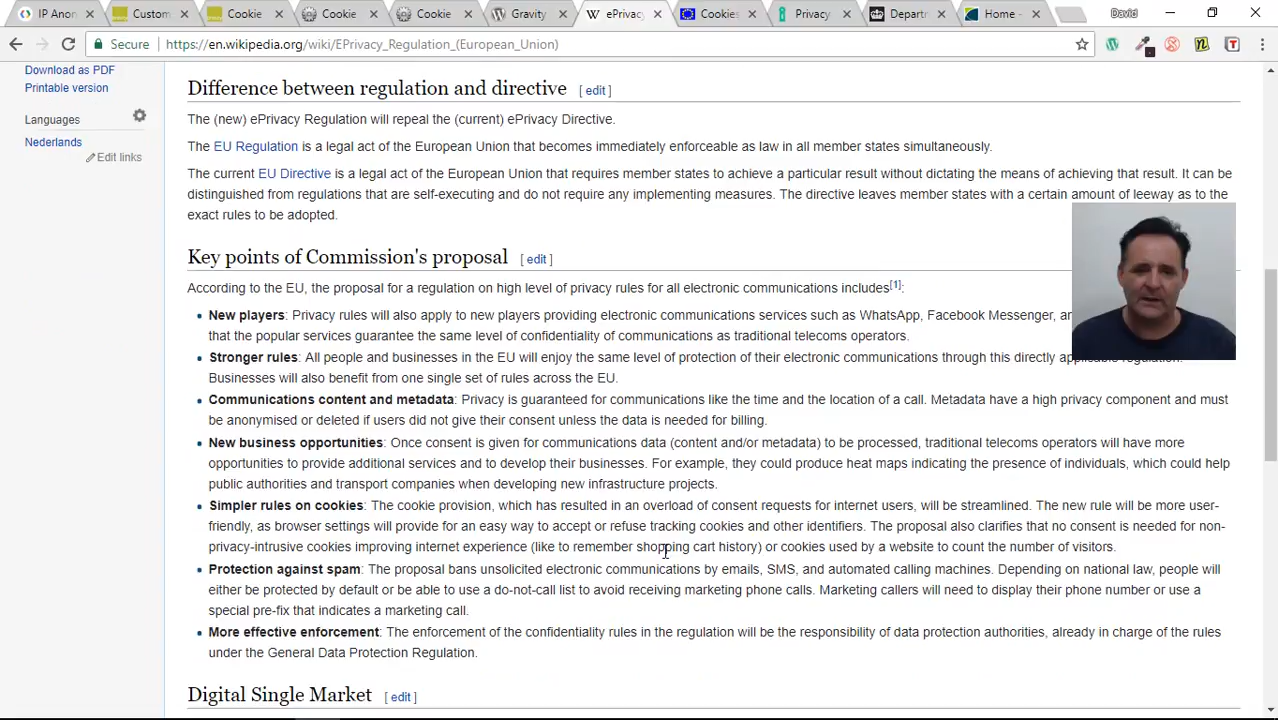 IP Anon
Custom
Cookie
Cookie
Cookie
Gravity
ePrivac
Cookies
Privacy
Departr
Home -
David
Secure
https://en.wikipedia.org/wiki/EPrivacy_Regulation_(European_Union)
Download as PDF
Printable version
Languages
Nederlands
Edit links
Difference between regulation and directive [ edit ]
The (new) ePrivacy Regulation will repeal the (current) ePrivacy Directive.
The EU Regulation is a legal act of the European Union that becomes immediately enforceable as law in all member states simultaneously.
The current EU Directive is a legal act of the European Union that requires member states to achieve a particular result without dictating the means of achieving that result. It can be
distinguished from regulations that are self-executing and do not require any implementing measures. The directive leaves member states with a certain amount of leeway as to the
exact rules to be adopted.
Key points of Commission's proposal [ edit ]
According to the EU, the proposal for a regulation on high level of privacy rules for all electronic communications includes[1]:
• New players: Privacy rules will also apply to new players providing electronic communications services such as WhatsApp, Facebook Messenger,
that the popular services guarantee the same level of confidentiality of communications as traditional telecoms operators.
• Stronger rules: All people and businesses in the EU will enjoy the same level of protection of their electronic communications through this directly applicable regulation.
Businesses will also benefit from one single set of rules across the EU.
• Communications content and metadata: Privacy is guaranteed for communications like the time and the location of a call. Metadata have a high privacy component and must
be anonymised or deleted if users did not give their consent unless the data is needed for billing.
• New business opportunities: Once consent is given for communications data (content and/or metadata) to be processed, traditional telecoms operators will have more
opportunities to provide additional services and to develop their businesses. For example, they could produce heat maps indicating the presence of individuals, which could help
public authorities and transport companies when developing new infrastructure projects.
• Simpler rules on cookies: The cookie provision, which has resulted in an overload of consent requests for internet users, will be streamlined. The new rule will be more user-
friendly, as browser settings will provide for an easy way to accept or refuse tracking cookies and other identifiers. The proposal also clarifies that no consent is needed for non-
privacy-intrusive cookies improving internet experience (like to remember shopping cart history) or cookies used by a website to count the number of visitors.
• Protection against spam: The proposal bans unsolicited electronic communications by emails, SMS, and automated calling machines. Depending on national law, people will
either be protected by default or be able to use a do-not-call list to avoid receiving marketing phone calls. Marketing callers will need to display their phone number or use a
special pre-fix that indicates a marketing call.
• More effective enforcement: The enforcement of the confidentiality rules in the regulation will be the responsibility of data protection authorities, already in charge of the rules
under the General Data Protection Regulation.
Digital Single Market [ edit ]